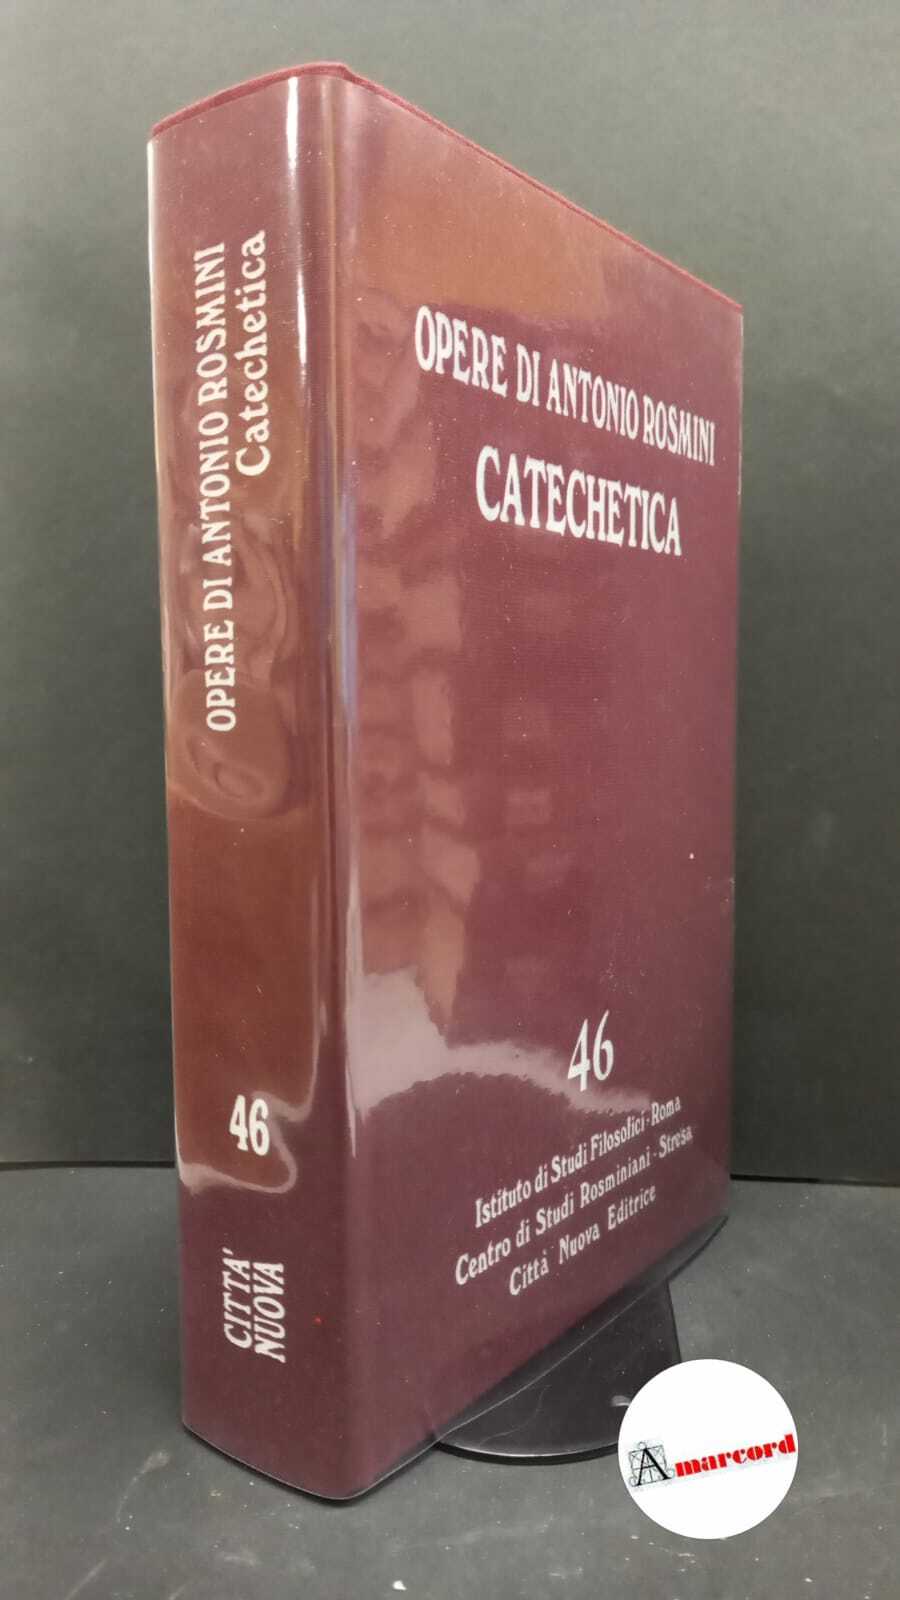 OPERE DI ANTONIO ROSMINI
Catechetica
46
CITTA'
NUOVA
OPERE DI ANTONIO ROSMINI
CATECHETICA
46
Istituto di Studi Filosofici - Roma
Centro di Studi Rosminiani - Stresa
Città Nuova Editrice
Amarcord